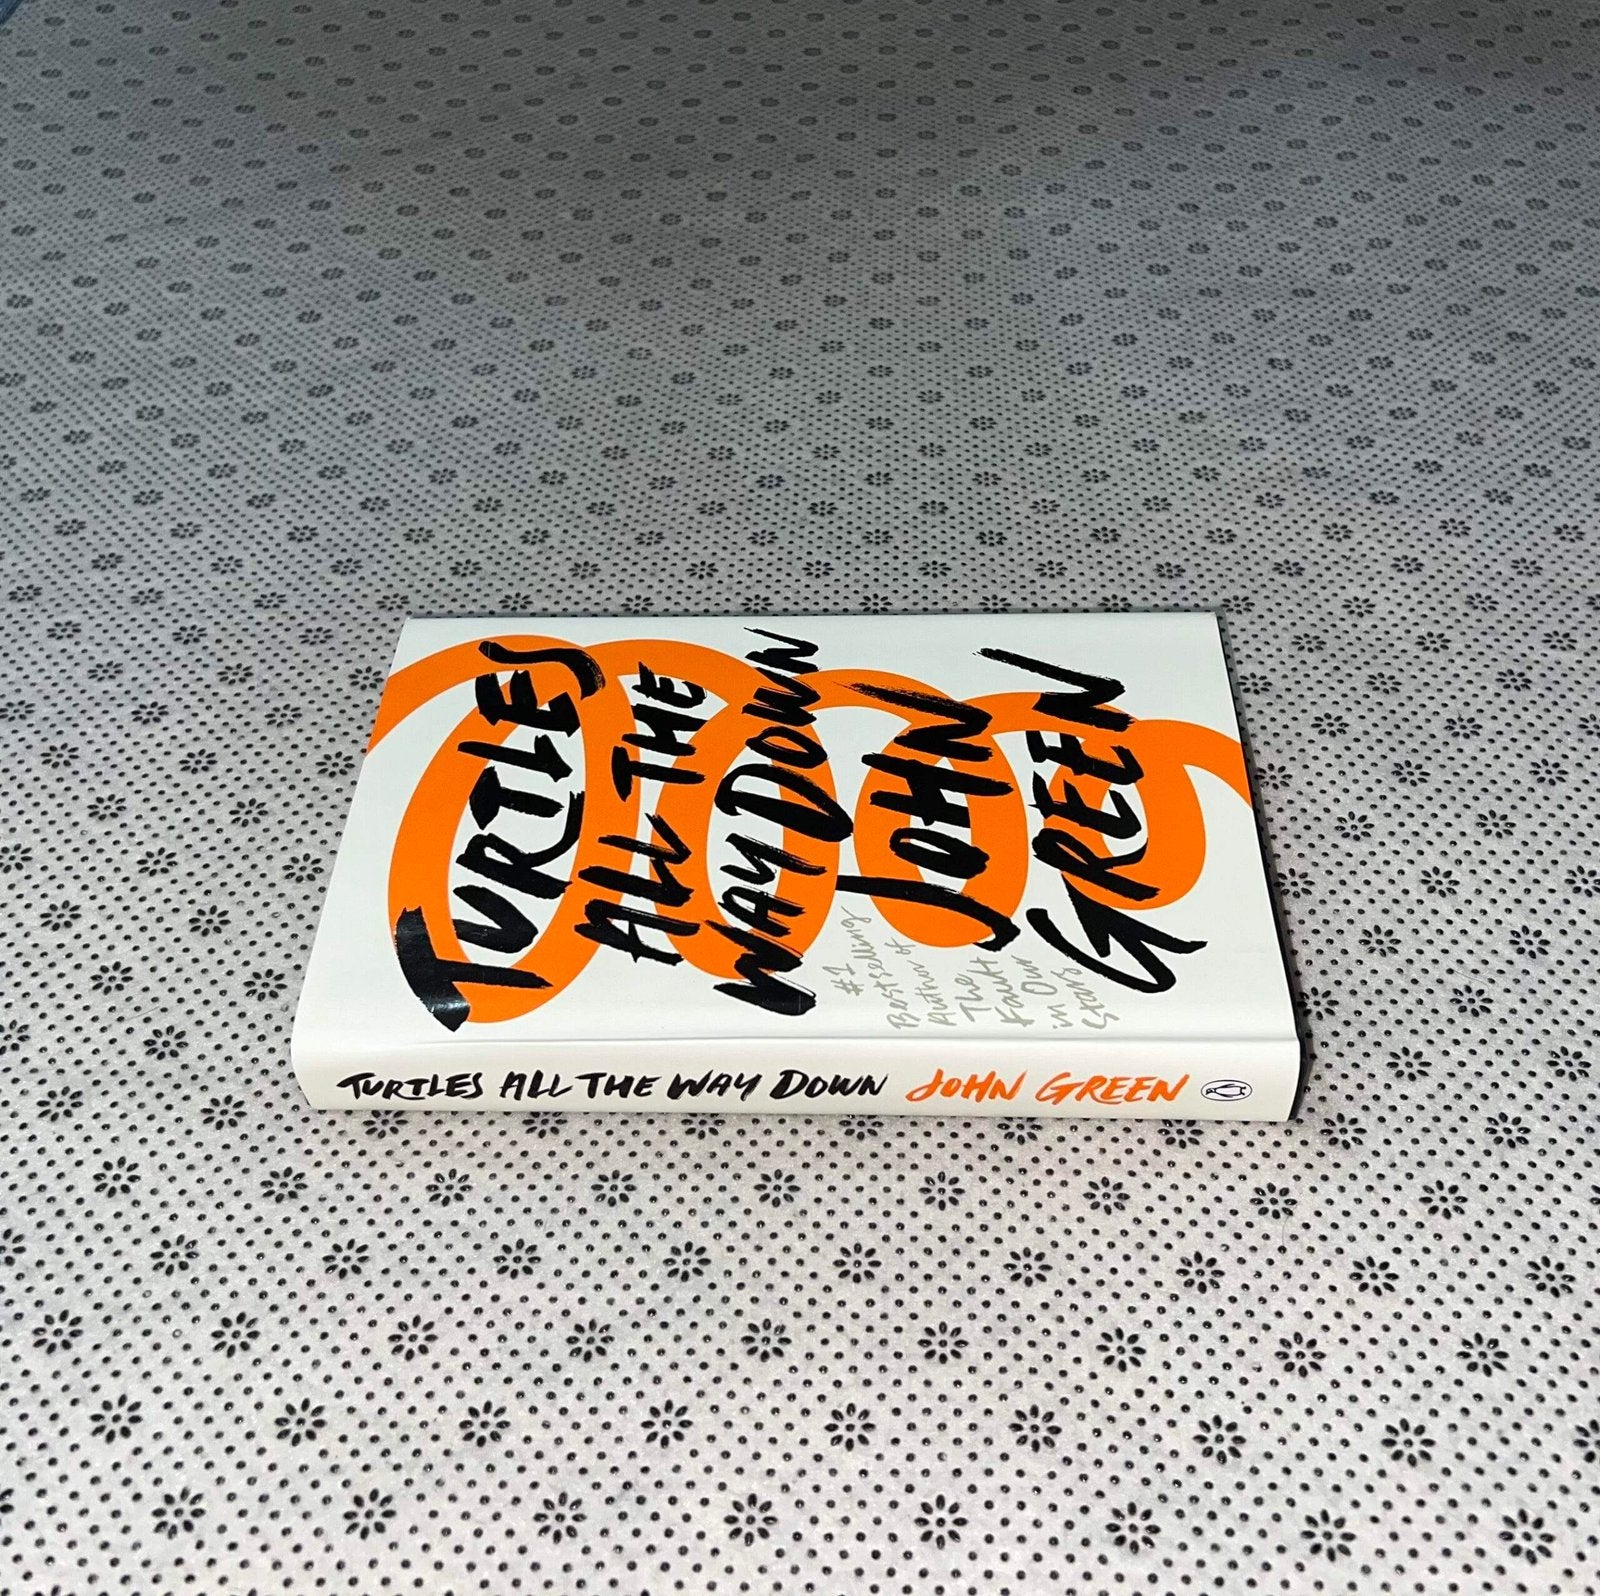 TURTLES
ALL THE
WAY DOWN
#1
Bestselling
Author of
The
Fault
in Our
Stars
JOHN
GREEN
TURTLES ALL THE WAY DOWN JOHN GREEN